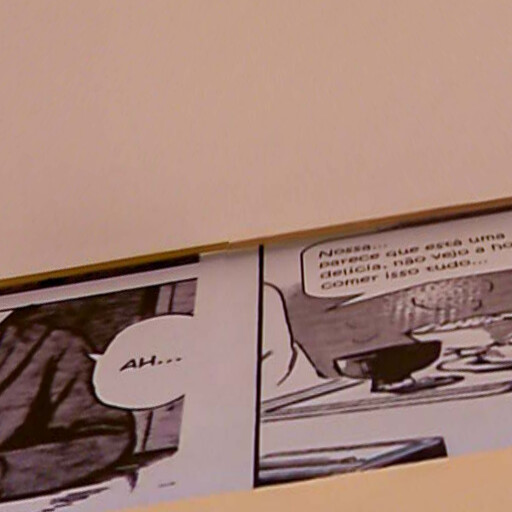 AH...
Nossa...
parece que está uma
delícia, não vejo a ho
comer isso tudo...